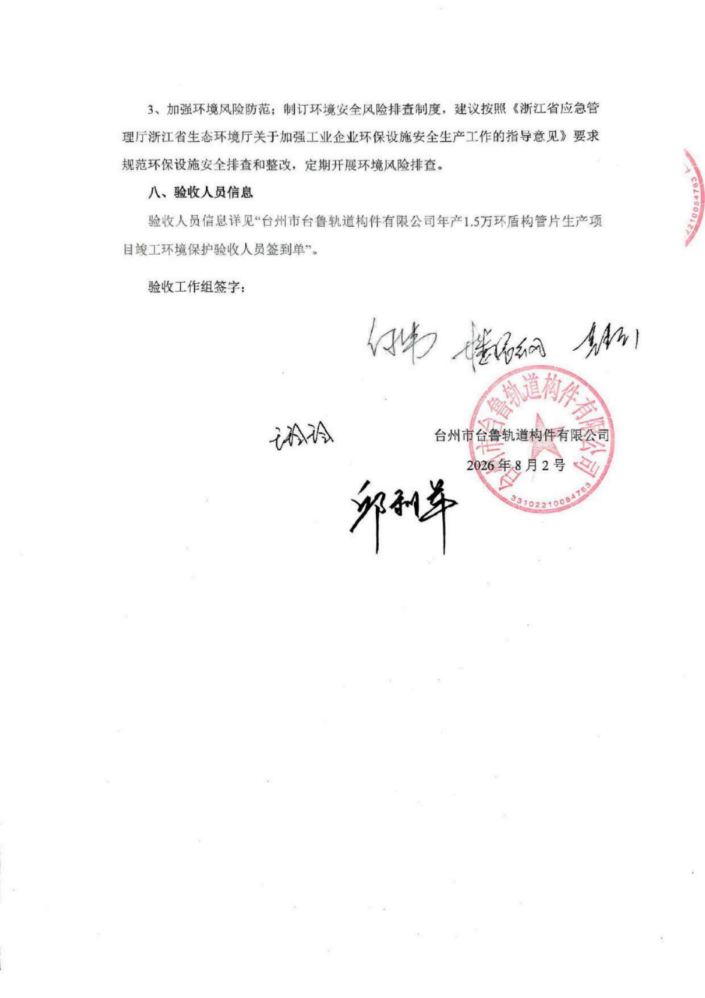 3、加强环境风险防范；制订环境安全风险排查制度，建议按照《浙江省应急管
理厅浙江省生态环境厅关于加强工业企业环保设施安全生产工作的指导意见》要求
规范环保设施安全排查和整改，定期开展环境风险排查。
八、验收人员信息
验收人员信息详见“台州市台鲁轨道构件有限公司年产1.5万环盾构管片生产项
目竣工环境保护验收人员签到单”。
验收工作组签字：
台州市台鲁轨道构件有限公司
2026年8月2号
台州市台鲁轨道构件有限公司
33102210084763
邱利华